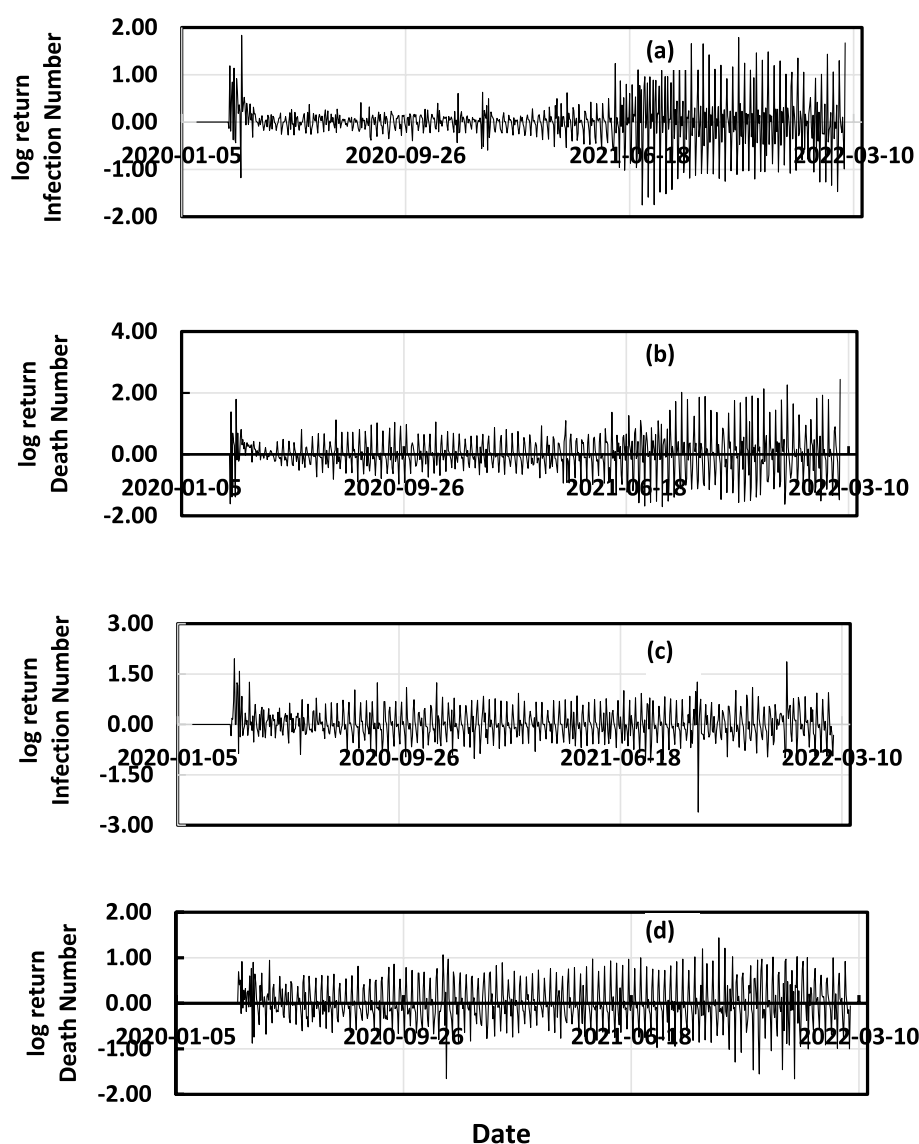 log return
Infection Number
2.00
(a)
1.00
0.00
2020-01-05 2020-09-26 2021-06-18 2022-03-10
-1.00
-2.00
log return
Death Number
4.00
(b)
2.00
0.00
2020-01-05 2020-09-26 2021-06-18 2022-03-10
-2.00
log return
Infection Number
3.00
(c)
1.50
0.00
2020-01-05 2020-09-26 2021-06-18 2022-03-10
-1.50
-3.00
log return
Death Number
2.00
(d)
1.00
0.00
2020-01-05 2020-09-26 2021-06-18 2022-03-10
-1.00
-2.00
Date